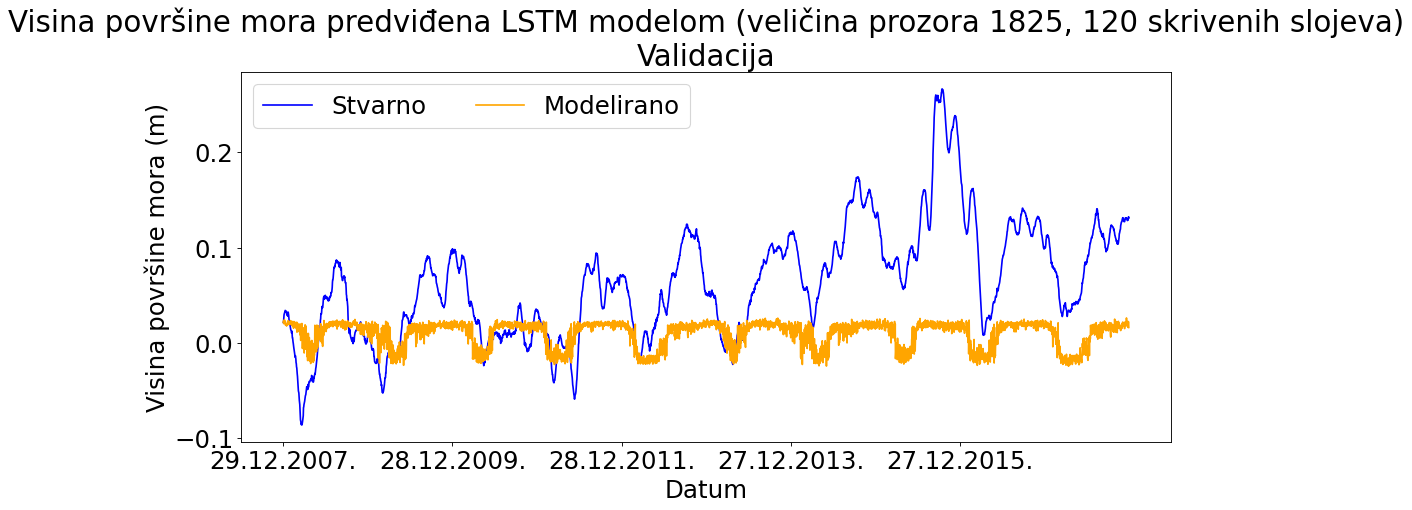 Visina površine mora predviđena LSTM modelom (veličina prozora 1825, 120 skrivenih slojeva)
Validacija
Stvarno Modelirano
Visina površine mora (m)
0.2
0.1
0.0
−0.1
29.12.2007. 28.12.2009. 28.12.2011. 27.12.2013. 27.12.2015.
Datum